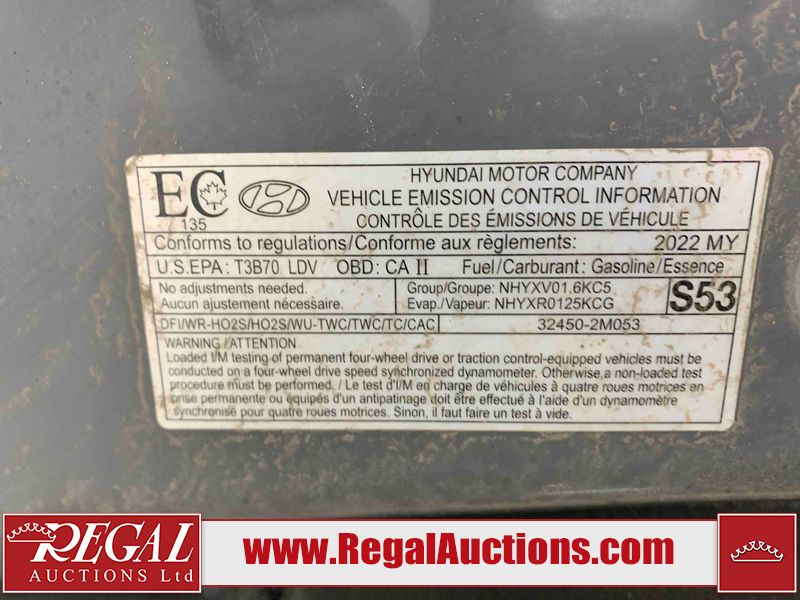 EC
135
HYUNDAI MOTOR COMPANY
VEHICLE EMISSION CONTROL INFORMATION
CONTRÔLE DES ÉMISSIONS DE VÉHICULE
Conforms to regulations/Conforme aux règlements: 2022 MY
U.S.EPA: T3B70 LDV OBD: CA II Fuel/Carburant: Gasoline/Essence
No adjustments needed.
Aucun ajustement nécessaire.
Group/Groupe: NHYXV01.6KC5
Evap./Vapeur: NHYXR0125KCG
S53
DFI/WR-HO2S/HO2S/WU-TWC/TWC/TC/CAC 32450-2M053
WARNING / ATTENTION
Loaded I/M testing of permanent four-wheel drive or traction control-equipped vehicles must be
conducted on a four-wheel drive speed synchronized dynamometer. Otherwise, a non-loaded test
procedure must be performed. / Le test d'I/M en charge de véhicules à quatre roues motrices en
prise permanente ou équipés d'un antipatinage doit être effectué à l'aide d'un dynamomètre
synchronisé pour quatre roues motrices. Sinon, il faut faire un test à vide.
REGAL
AUCTIONS Ltd
www.RegalAuctions.com